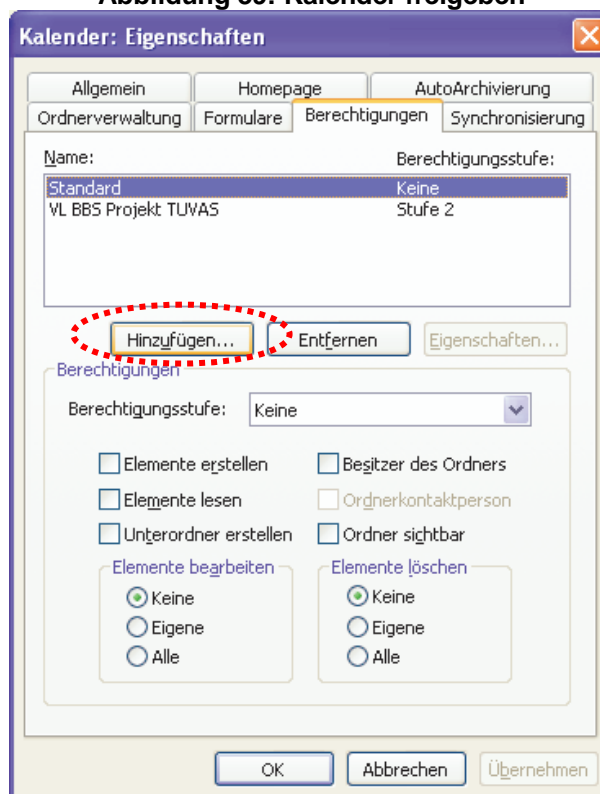 Abbildung 39: Kalender freigeben
Kalender: Eigenschaften
Allgemein Homepage AutoArchivierung
Ordnerverwaltung Formulare Berechtigungen Synchronisierung
Name: Berechtigungsstufe:
Standard Keine
VL BBS Projekt TUVAS Stufe 2
Hinzufügen... Entfernen Eigenschaften...
Berechtigungen
Berechtigungsstufe: Keine
Elemente erstellen Besitzer des Ordners
Elemente lesen Ordnerkontaktperson
Unterordner erstellen Ordner sichtbar
Elemente bearbeiten Elemente löschen
Keine Keine
Eigene Eigene
Alle Alle
OK Abbrechen Übernehmen